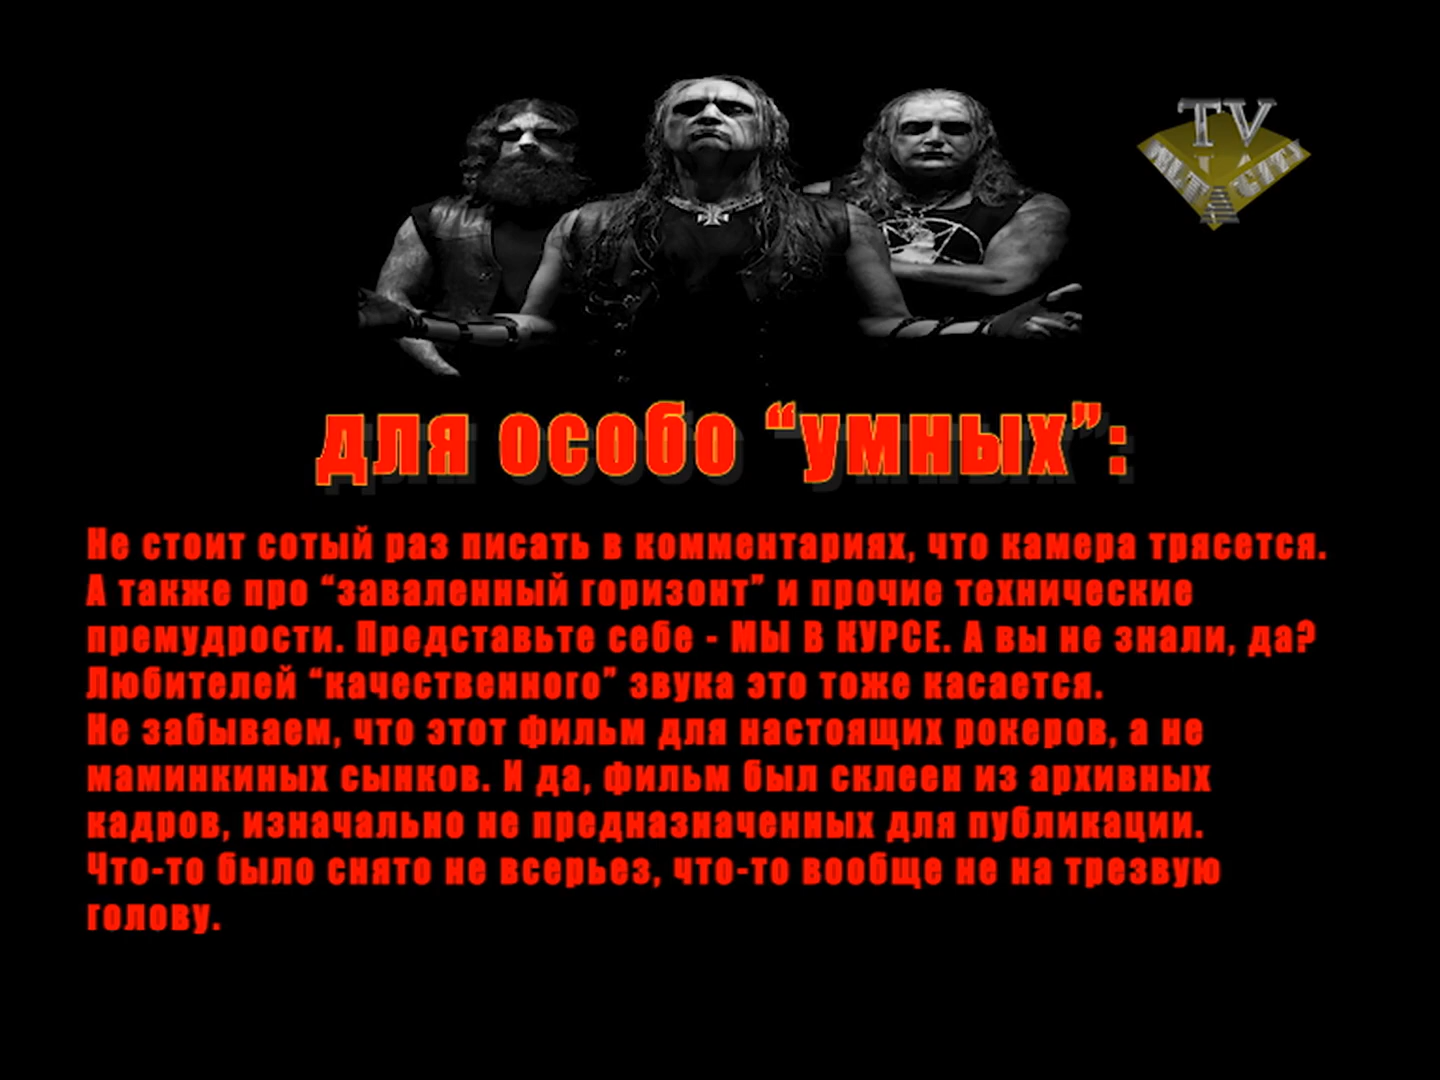 TV
CITY
для особо “умных”:
Не стоит сотый раз писать в комментариях, что камера трясется.
А также про “заваленный горизонт” и прочие технические
премудрости. Представьте себе - МЫ В КУРСЕ. А вы не знали, да?
Любителей “качественного” звука это тоже касается.
Не забываем, что этот фильм для настоящих рокеров, а не
маминкиных сынков. И да, фильм был склеен из архивных
кадров, изначально не предназначенных для публикации.
Что-то было снято не всерьез, что-то вообще не на трезвую
голову.